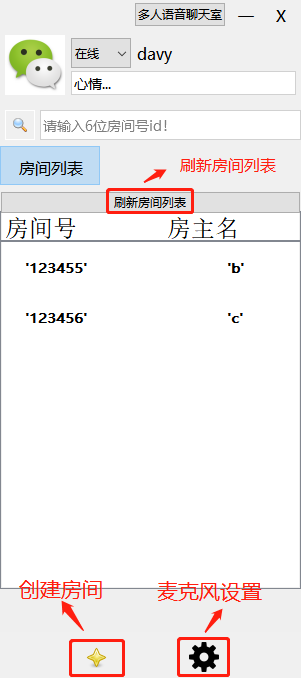 多人语音聊天室 — X
在线 davy
心情...
请输入6位房间号id!
房间列表
刷新房间列表
刷新房间列表
房间号 房主名
'123455' 'b'
'123456' 'c'
创建房间 麦克风设置